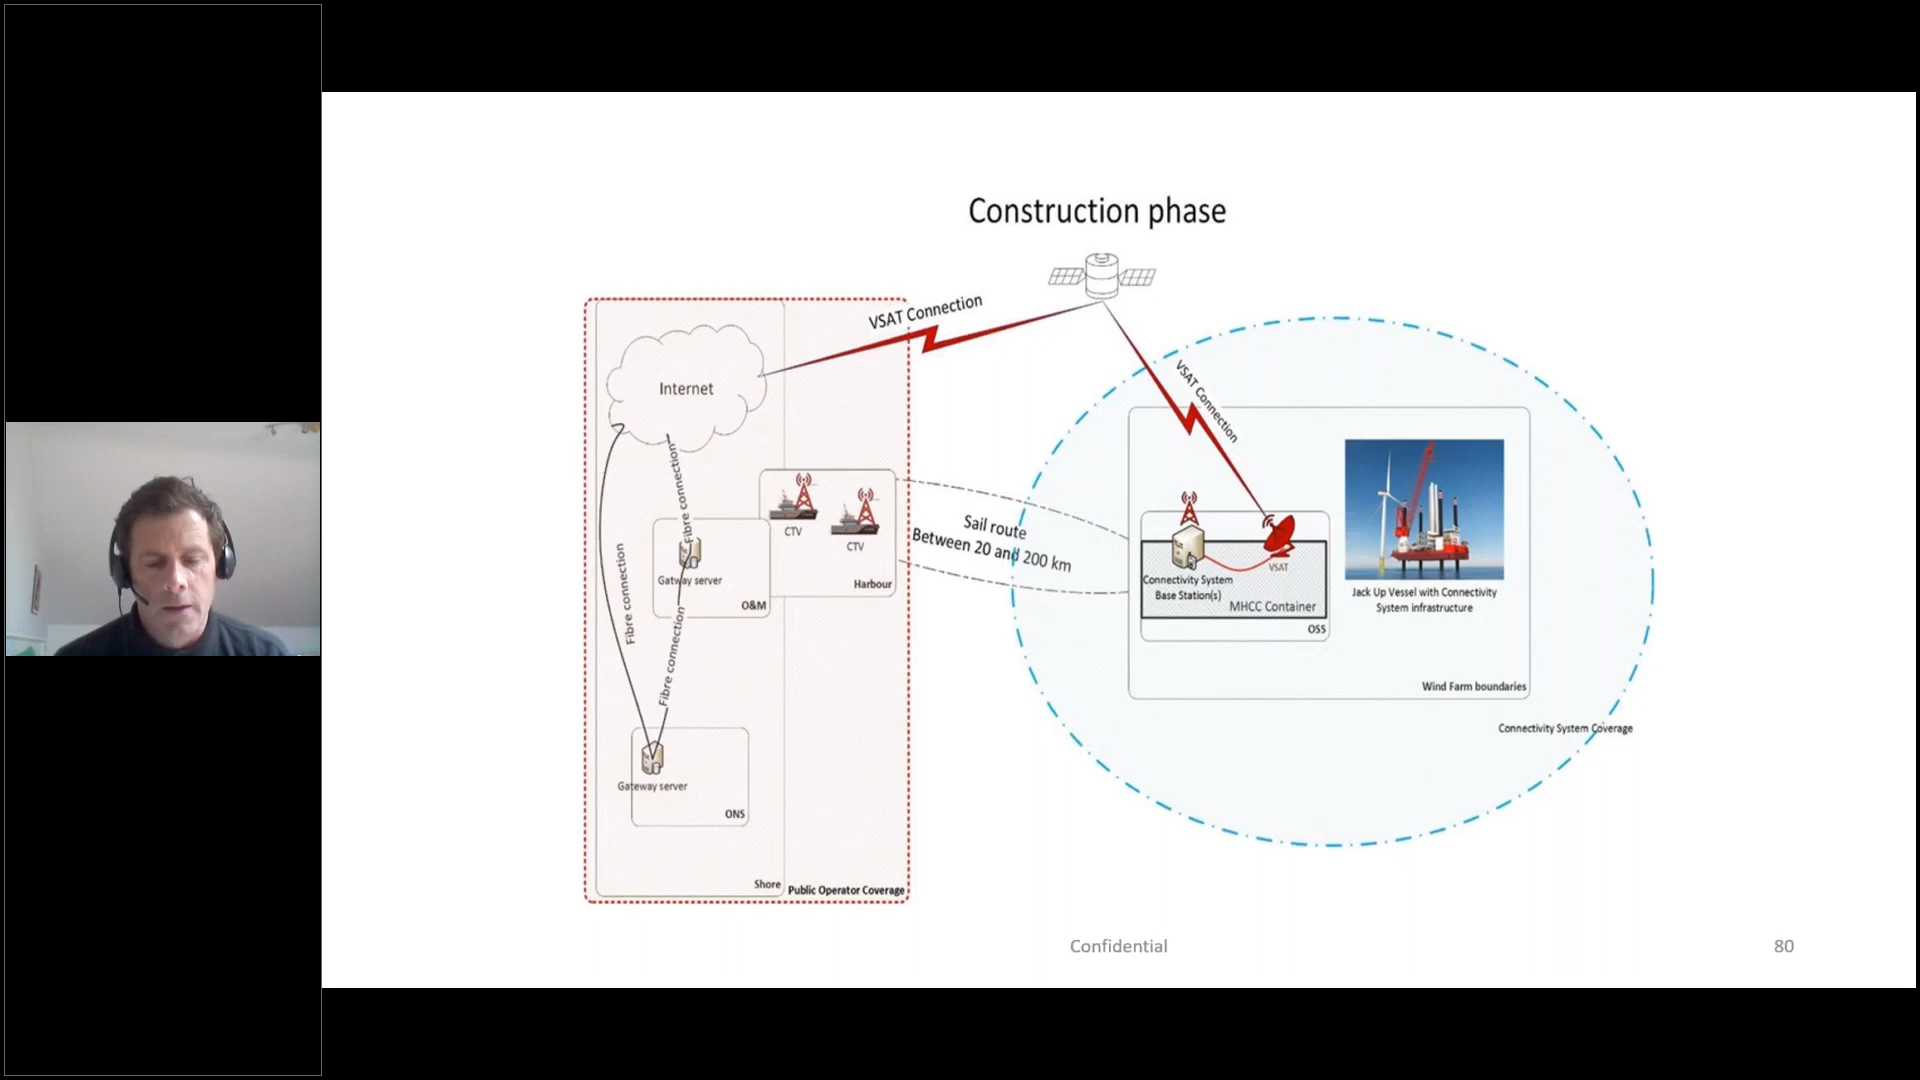 Construction phase
VSAT Connection
Internet
VSAT Connection
Fibre connection
CTV
CTV
Sail route
Between 20 and 200 km
Gatway server
Harbour
O&M
Fibre connection
Fibre connection
Connectivity System
Base Station(s)
VSAT
MHCC Container
OSS
Jack Up Vessel with Connectivity
System infrastructure
Wind Farm boundaries
Connectivity System Coverage
Gateway server
ONS
Shore
Public Operator Coverage
Confidential
80